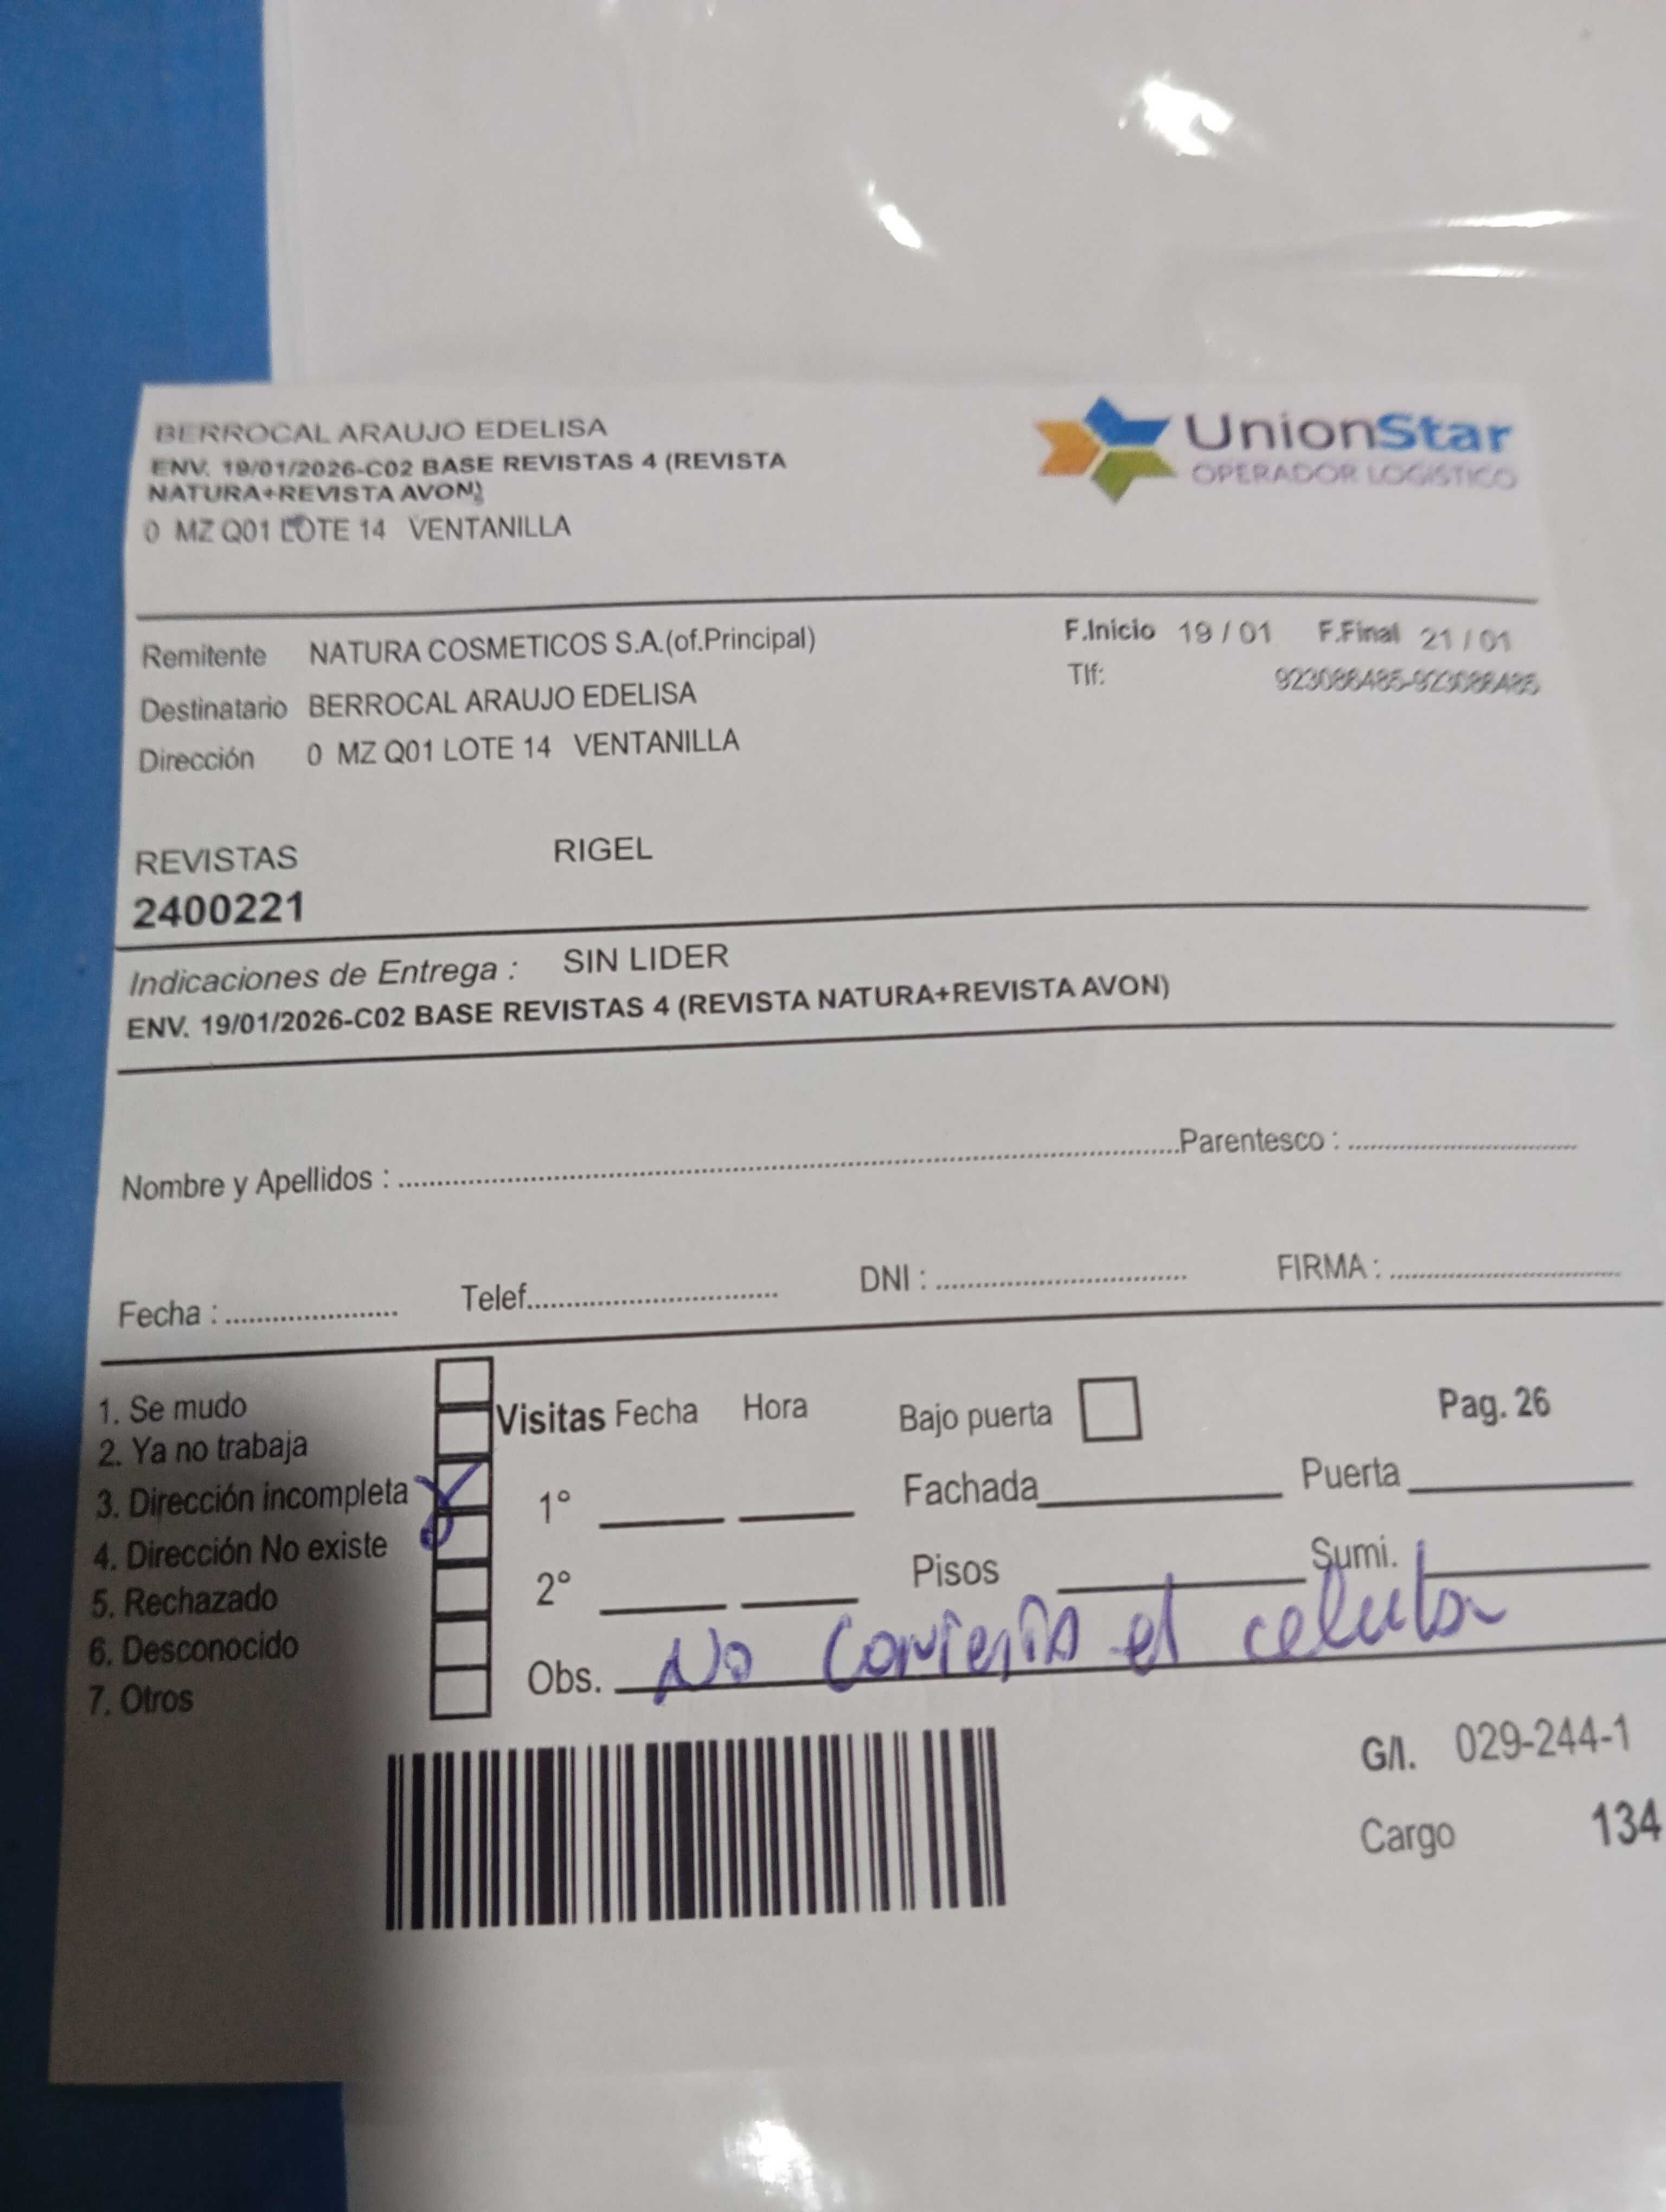 BERROCAL ARAUJO EDELISA
ENV. 19/01/2026-C02 BASE REVISTAS 4 (REVISTA
NATURA+REVISTA AVON)
0 MZ Q01 LOTE 14 VENTANILLA
UnionStar
OPERADOR LOGISTICO
Remitente NATURA COSMETICOS S.A.(of.Principal) F.Inicio 19 / 01 F.Final 21 / 01
Destinatario BERROCAL ARAUJO EDELISA Tlf: 923086485-923086485
Dirección 0 MZ Q01 LOTE 14 VENTANILLA
REVISTAS RIGEL
2400221
Indicaciones de Entrega : SIN LIDER
ENV. 19/01/2026-C02 BASE REVISTAS 4 (REVISTA NATURA+REVISTA AVON)
Nombre y Apellidos : Parentesco :
Fecha : Telef. DNI : FIRMA :
1. Se mudo Visitas Fecha Hora Bajo puerta Pag. 26
2. Ya no trabaja
3. Dirección incompleta 1° Fachada Puerta
4. Dirección No existe
5. Rechazado 2° Pisos Sumi.
6. Desconocido
7. Otros Obs. No el celular
G/I. 029-244-1
Cargo 134